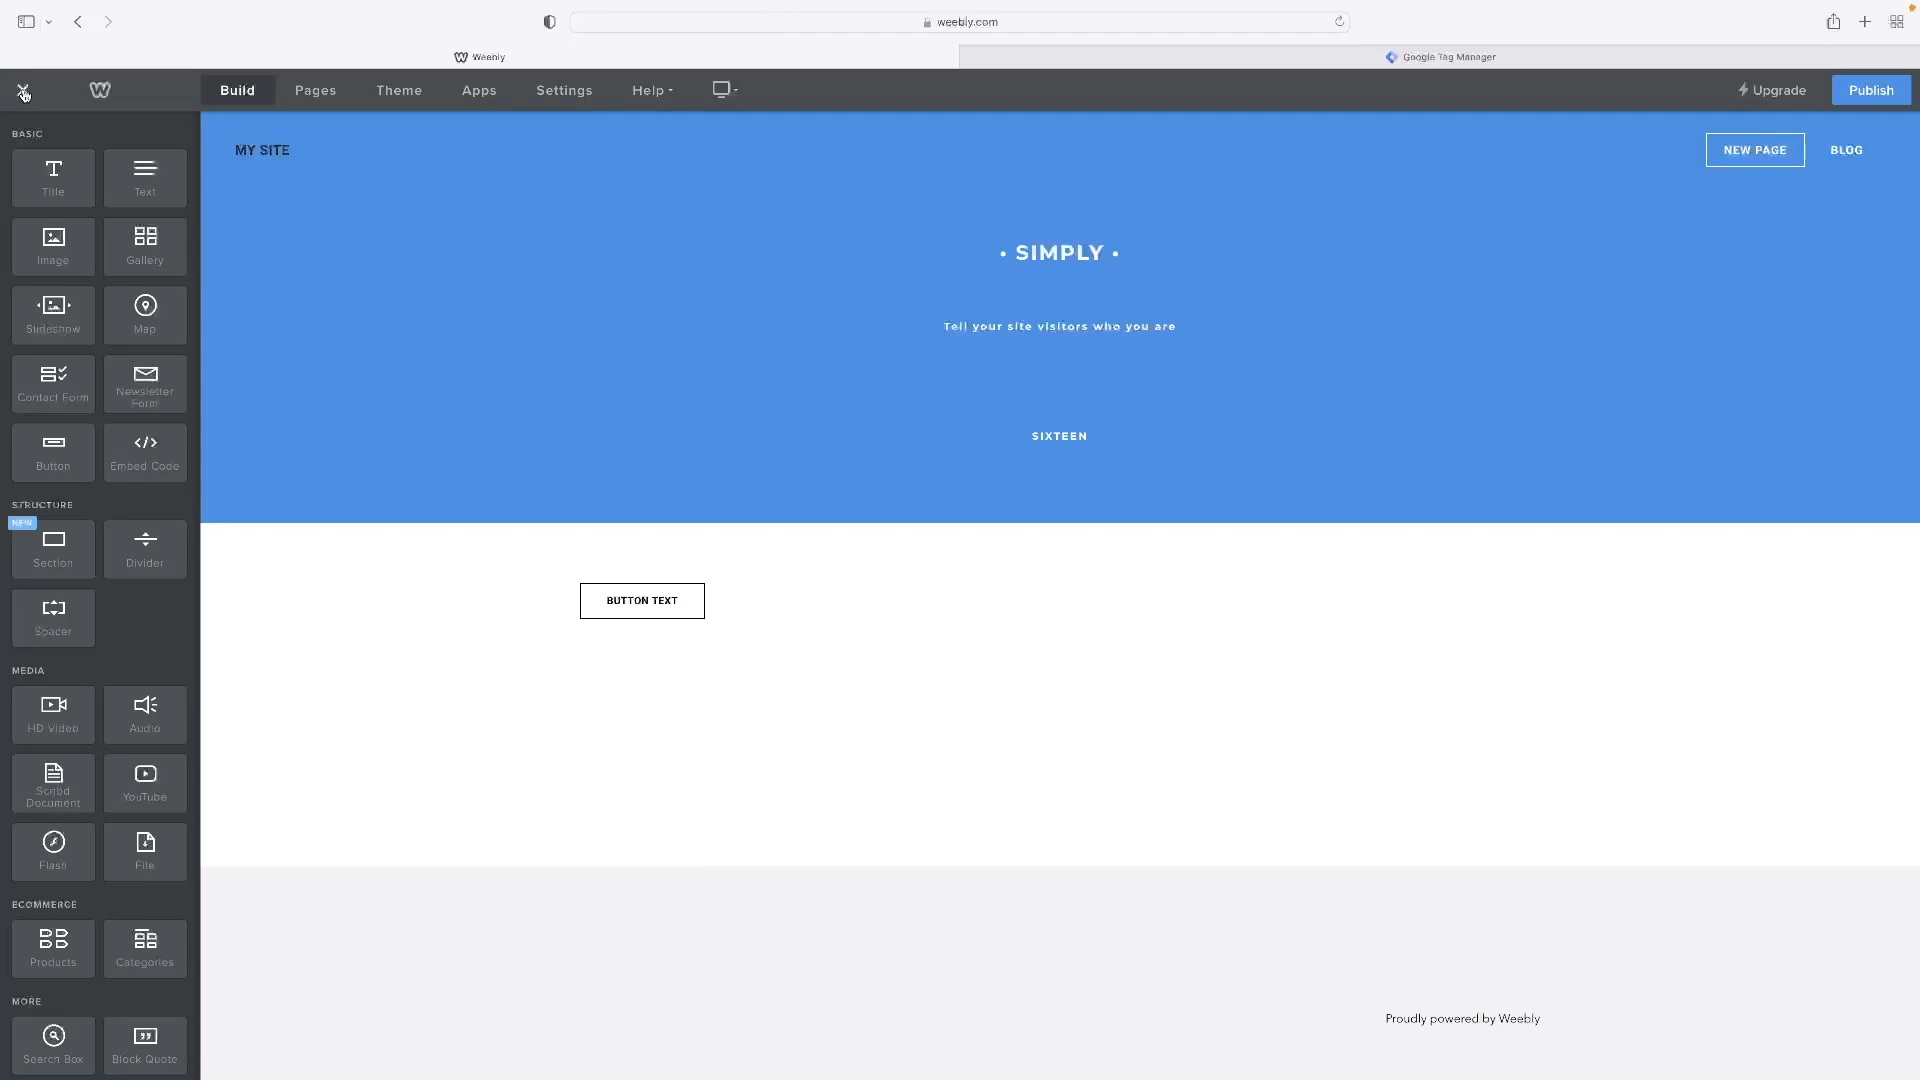 weebly.com
Weebly
Google Tag Manager
Build
Pages
Theme
Apps
Settings
Help
Upgrade
Publish
BASIC
Title
Text
Image
Gallery
Slideshow
Map
Contact Form
Newsletter
Form
Button
Embed Code
STRUCTURE
NEW
Section
Divider
Spacer
MEDIA
HD Video
Audio
Scribd
Document
YouTube
Flash
File
ECOMMERCE
Products
Categories
MORE
Search Box
Block Quote
MY SITE
NEW PAGE
BLOG
• SIMPLY •
Tell your site visitors who you are
SIXTEEN
BUTTON TEXT
Proudly powered by Weebly